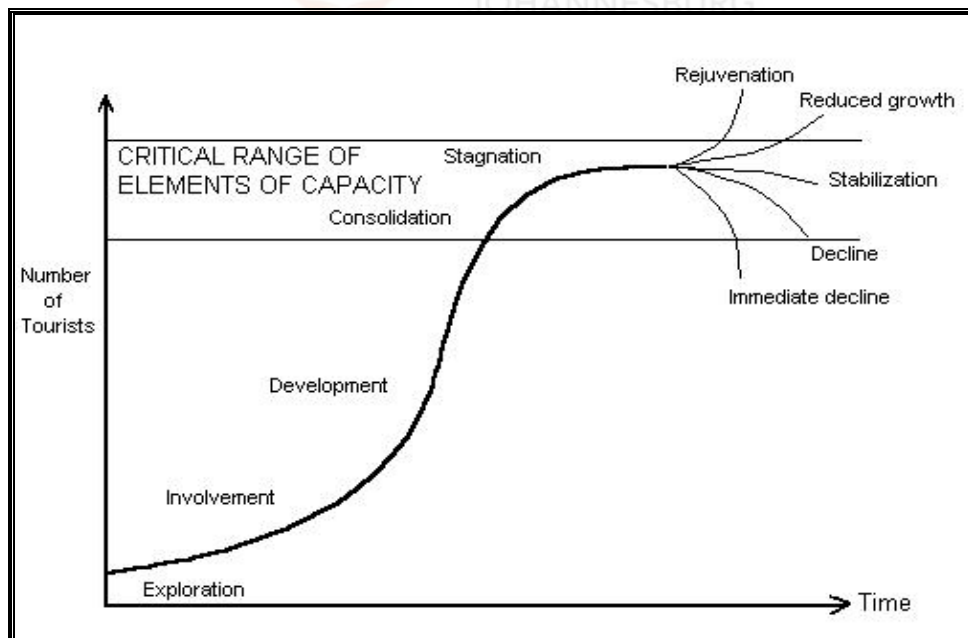 JOHANNESBURG
Rejuvenation
Reduced growth
CRITICAL RANGE OF
ELEMENTS OF CAPACITY
Stagnation
Stabilization
Consolidation
Decline
Number
of
Tourists
Immediate decline
Development
Involvement
Exploration
Time